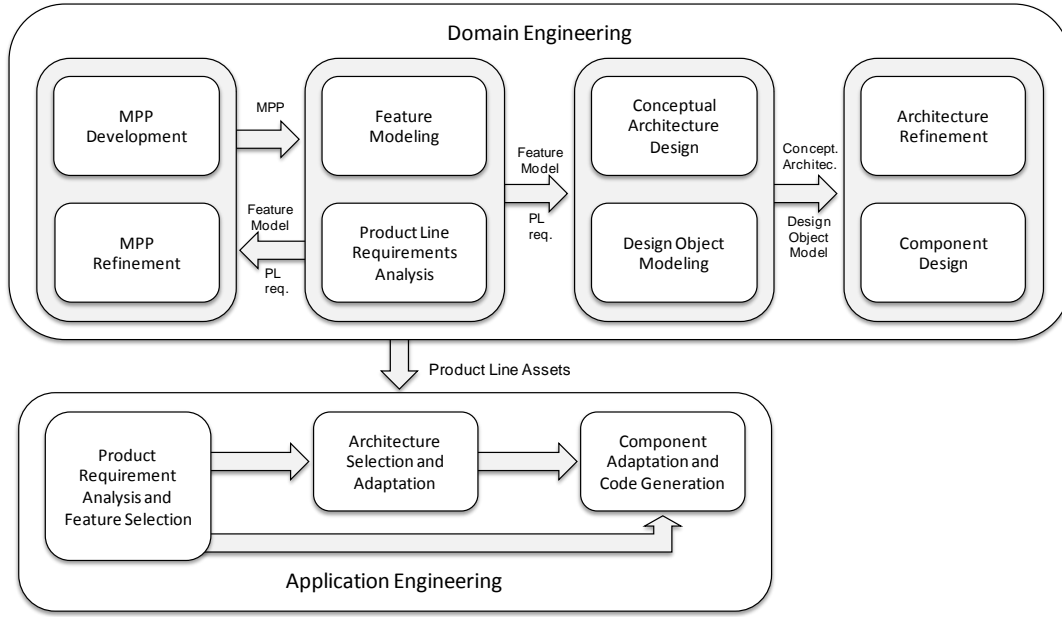 Domain Engineering
MPP
Development
MPP
Refinement
MPP
Feature
Model
PL
req.
Feature
Modeling
Product Line
Requirements
Analysis
Feature
Model
PL
req.
Conceptual
Architecture
Design
Design Object
Modeling
Concept.
Architec.
Design
Object
Model
Architecture
Refinement
Component
Design
Product Line Assets
Product
Requirement
Analysis and
Feature Selection
Architecture
Selection and
Adaptation
Component
Adaptation and
Code Generation
Application Engineering